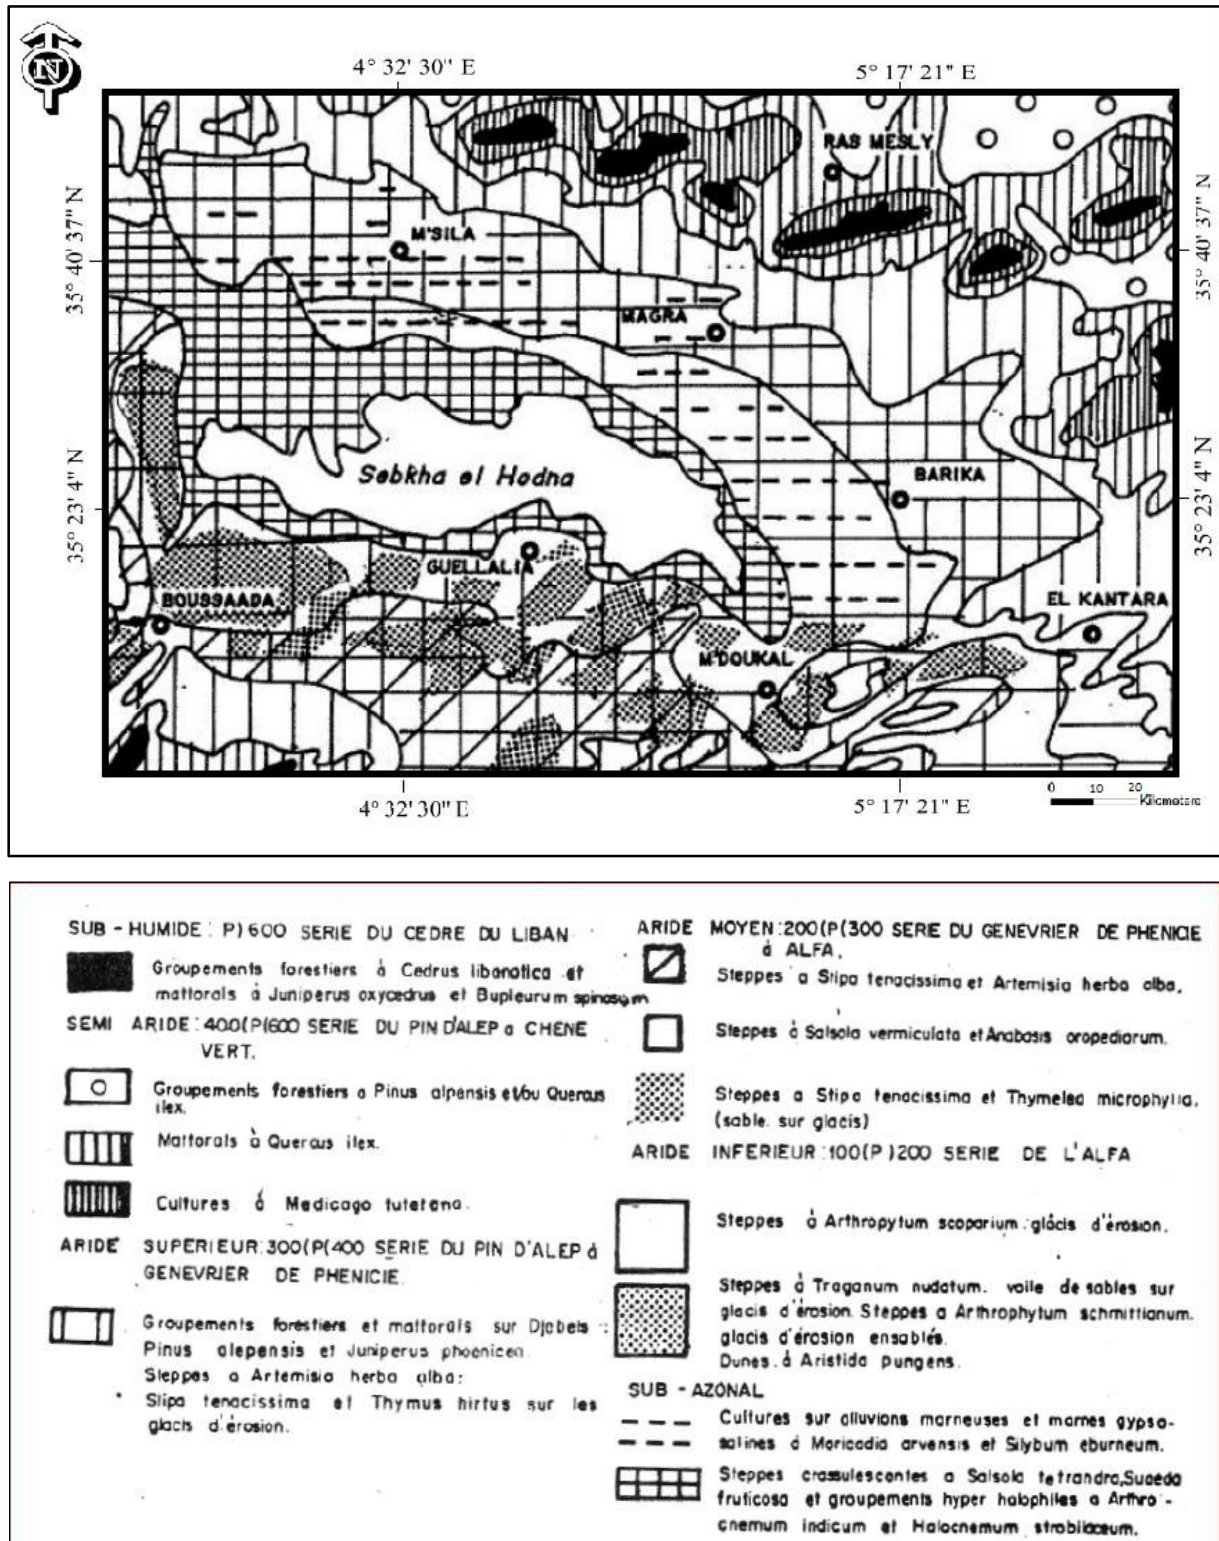 N
4° 32' 30" E
5° 17' 21" E
RAS MESLY
35° 40' 37" N
35° 40' 37" N
M'SILA
MAGRA
Sebkha el Hodna
BARIKA
35° 23' 4" N
35° 23' 4" N
GUELLALIA
BOUSSAADA
EL KANTARA
M'DOUKAL
4° 32' 30" E
5° 17' 21" E
0 10 20
Kilometers
SUB - HUMIDE : P)600 SERIE DU CEDRE DU LIBAN
Groupements forestiers à Cedrus libanotica et
mattorals à Juniperus oxycedrus et Bupleurum spinosum
SEMI ARIDE : 400(P(600 SERIE DU PIN D'ALEP a CHENE
VERT.
Groupements forestiers a Pinus alpensis et/ou Quercus
ilex.
Mattorals à Quercus ilex.
Cultures á Medicago tutetana.
ARIDE SUPERIEUR:300(P(400 SERIE DU PIN D'ALEP á
GENEVRIER DE PHENICIE.
Groupements forestiers et mattorals sur Djebels :
Pinus alepensis et Juniperus phoenicea.
Steppes a Artemisia herba alba:
Slipa tenacissima et Thymus hirtus sur les
glacis d'érosion.
ARIDE MOYEN:200(P(300 SERIE DU GENEVRIER DE PHENICIE
á ALFA.
Steppes a Stipa tenacissima et Artemisia herba alba.
Steppes á Salsola vermiculata et Anabasis oropediorum.
Steppes a Stipa tenacissima et Thymelea microphylla.
(sable sur glacis)
ARIDE INFERIEUR:100(P)200 SERIE DE L'ALFA
Steppes á Arthropytum scoparium : glácis d'érosion.
Steppes á Traganum nudatum. voile de sables sur
glacis d'érosion. Steppes a Arthrophytum schmittianum.
glacis d'érosion ensablés.
Dunes á Aristida pungens.
SUB - AZONAL
Cultures sur alluvions marneuses et marnes gypso-
salines á Moricadia arvensis et Silybum eburneum.
Steppes crassulescentes a Salsola tetrandra, Suaeda
fruticosa et groupements hyper halophiles a Arthro-
cnemum indicum et Halocnemum strobilaceum.